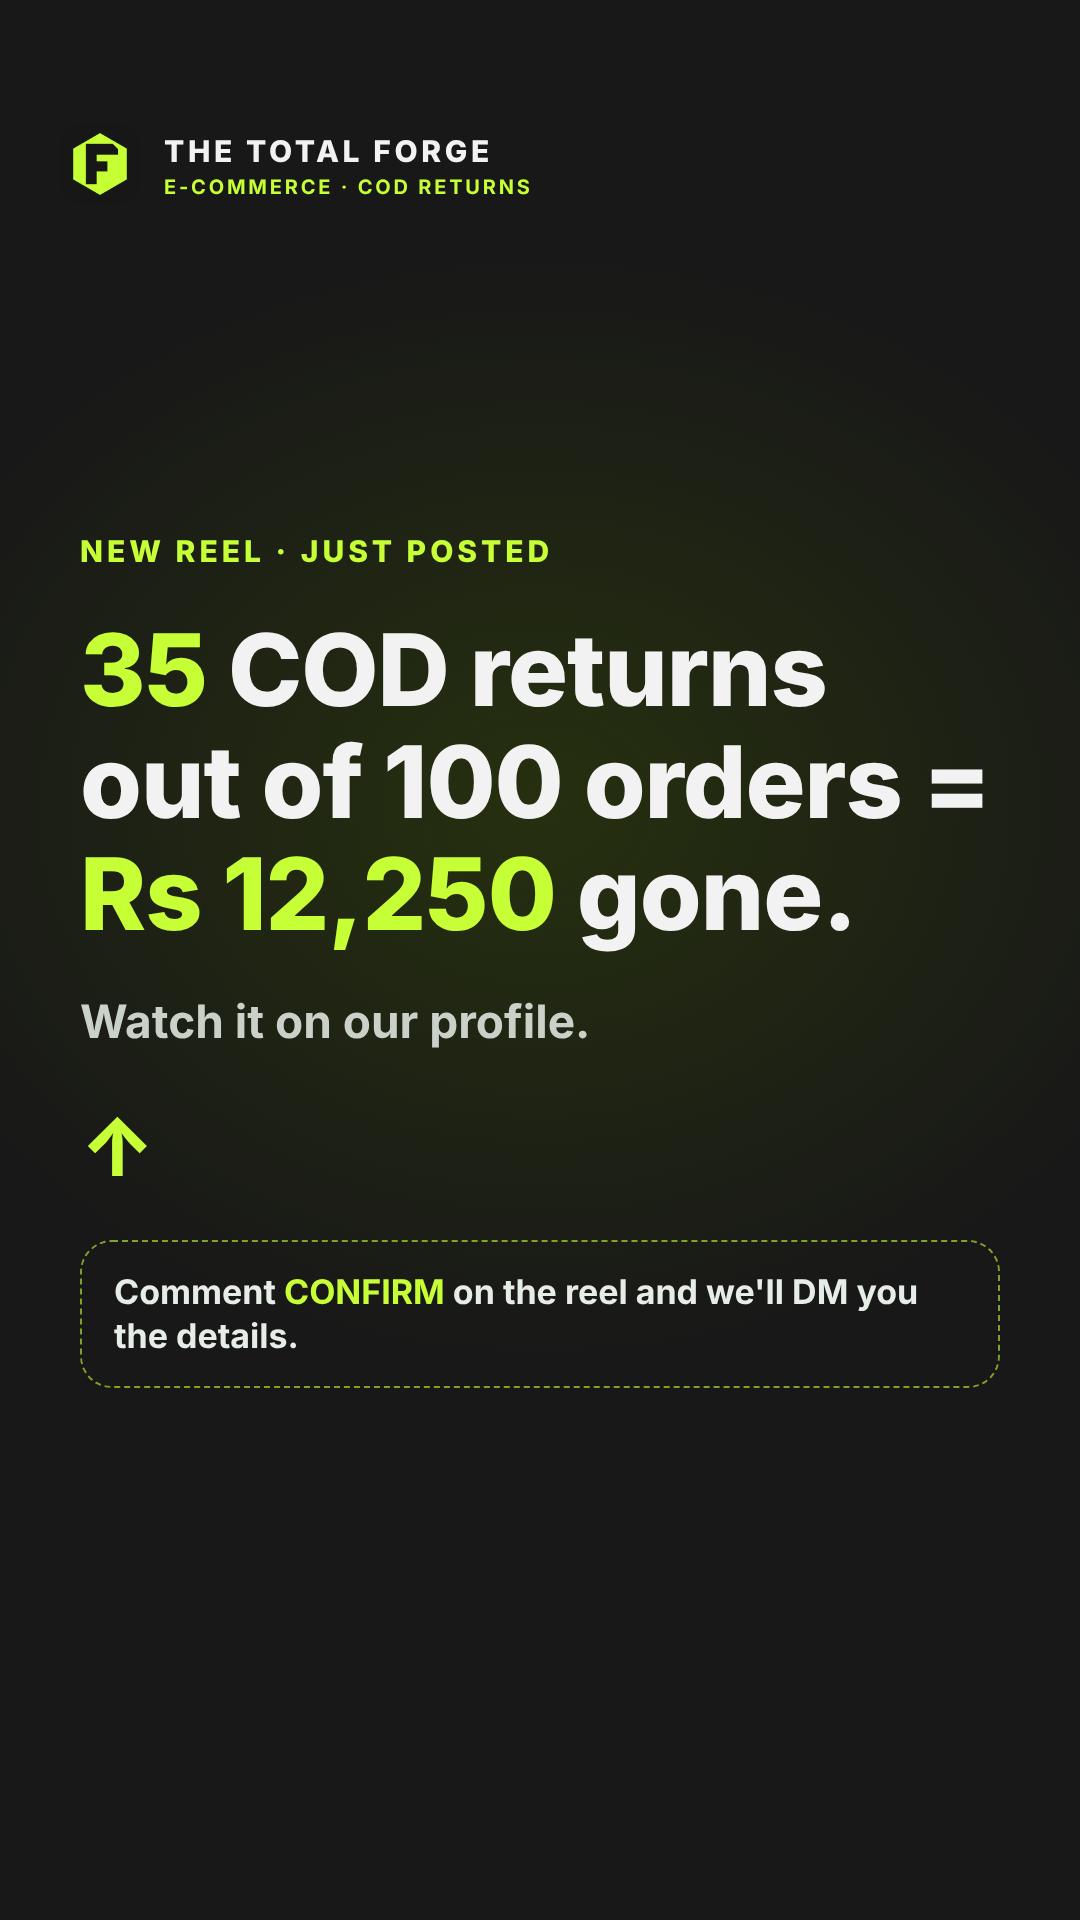 THE TOTAL FORGE
E-COMMERCE · COD RETURNS
NEW REEL · JUST POSTED
35 COD returns
out of 100 orders =
Rs 12,250 gone.
Watch it on our profile.
↑
Comment CONFIRM on the reel and we'll DM you
the details.